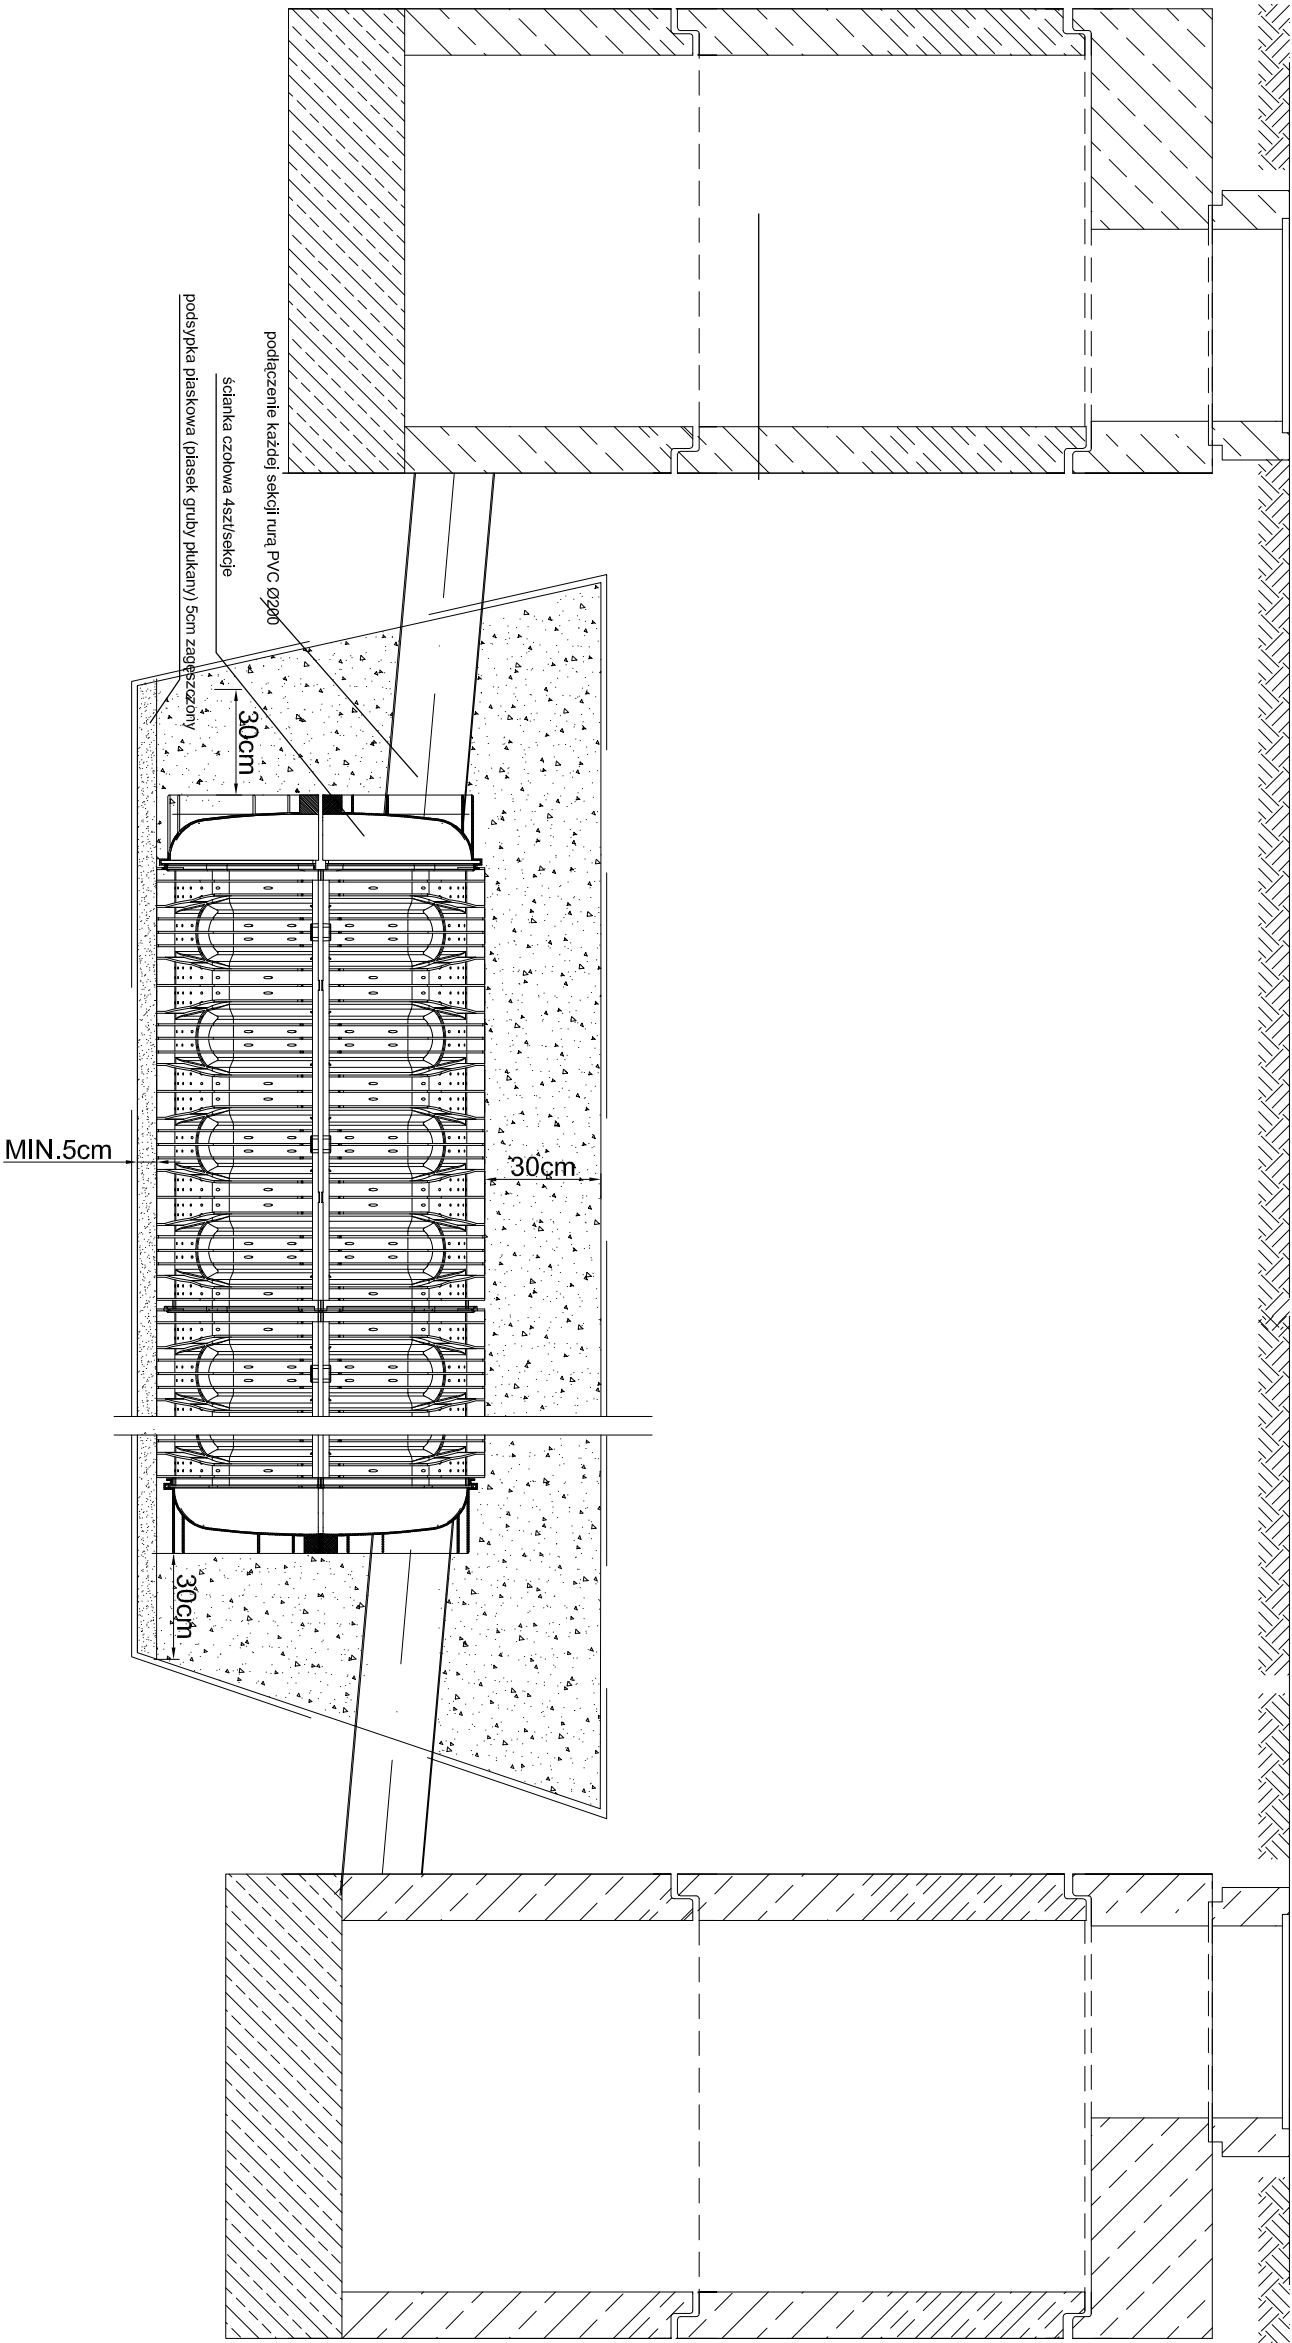 podłączenie każdej sekcji rurą PVC Ø200
ścianka czołowa 4szt/sekcje
podsypka piaskowa (piasek gruby płukany) 5cm zagęszczony
30cm
MIN.5cm
30cm
30cm